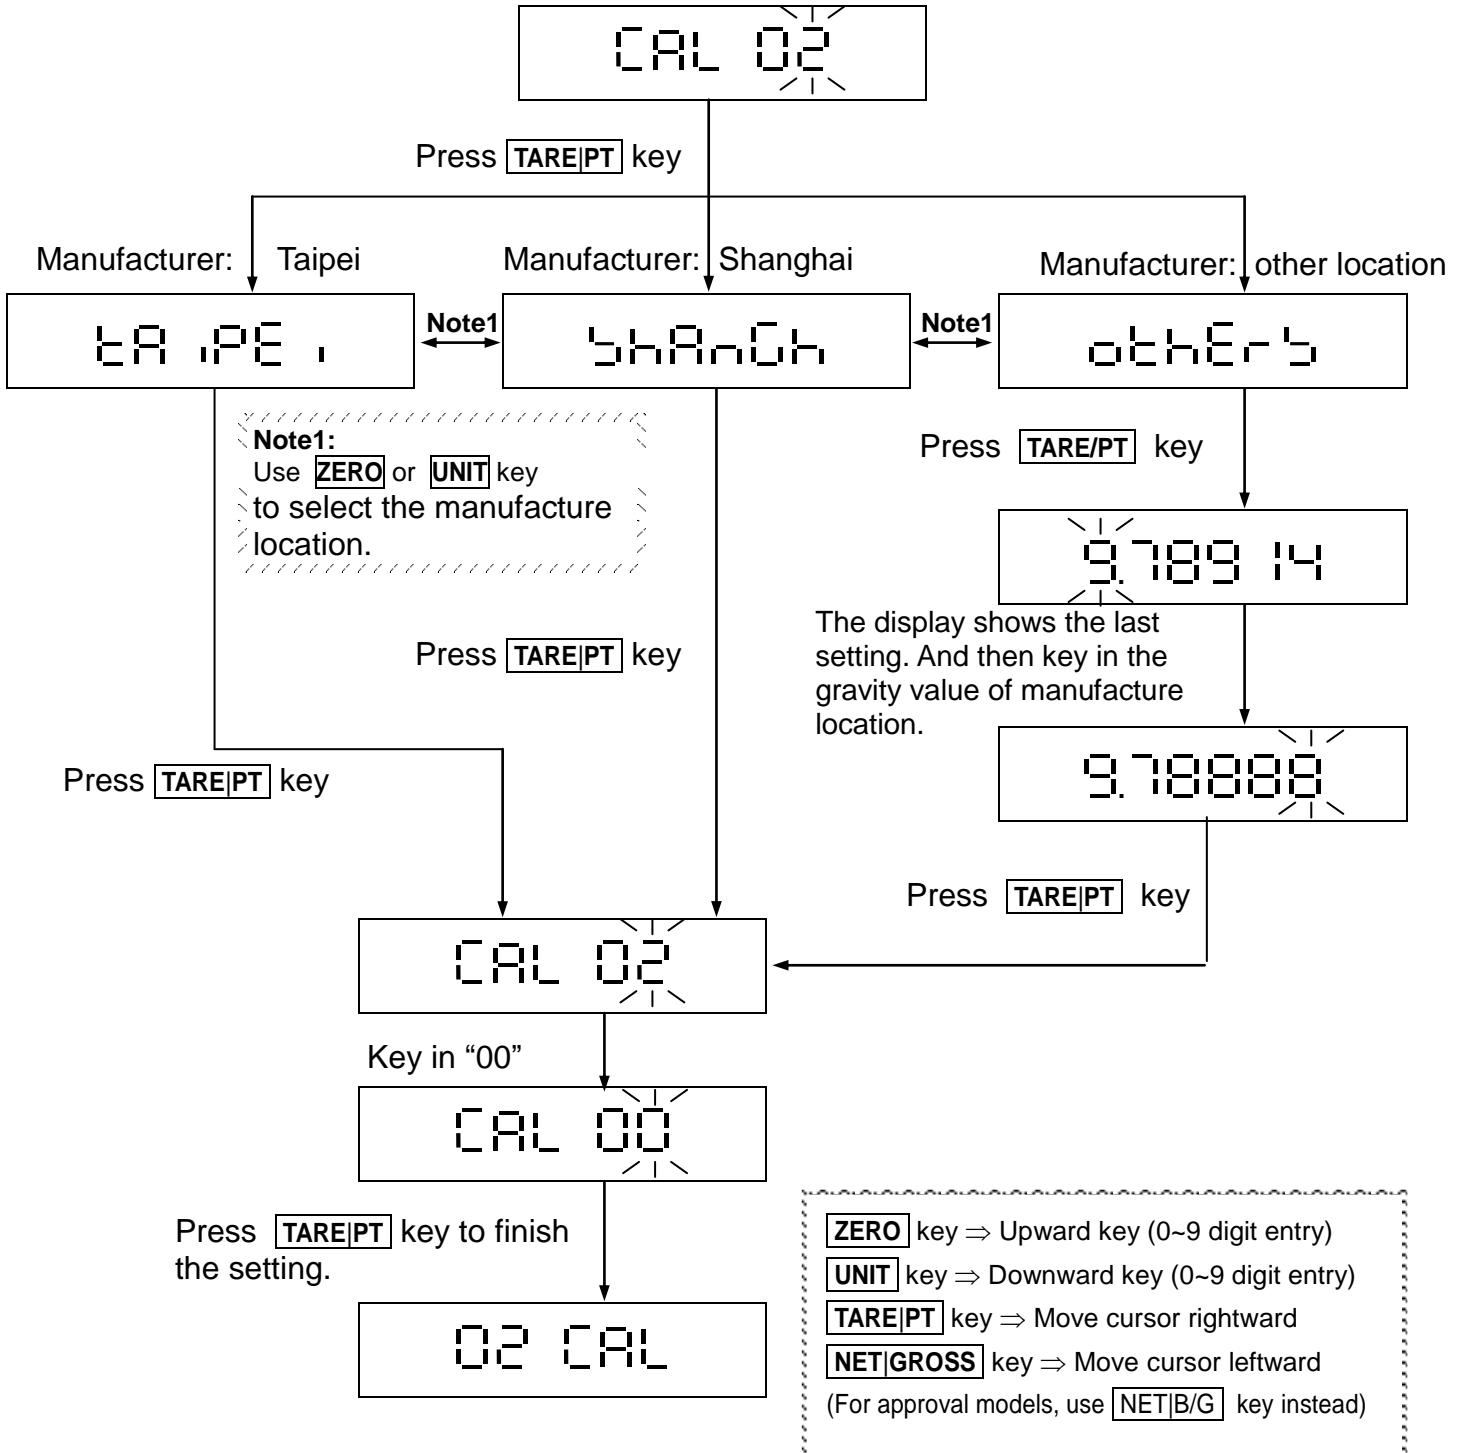 CAL 02
Press TARE|PT key
Manufacturer: Taipei
Manufacturer: Shanghai
Manufacturer: other location
tAiPEi
Note1
ShAnGh
Note1
othErS
Note1:
Use ZERO or UNIT key
to select the manufacture
location.
Press TARE/PT key
9.78914
The display shows the last
setting. And then key in the
gravity value of manufacture
location.
Press TARE|PT key
9.78888
Press TARE|PT key
Press TARE|PT key
CAL 02
Key in “00”
CAL 00
Press TARE|PT key to finish
the setting.
02 CAL
ZERO key ⇒ Upward key (0~9 digit entry)
UNIT key ⇒ Downward key (0~9 digit entry)
TARE|PT key ⇒ Move cursor rightward
NET|GROSS key ⇒ Move cursor leftward
(For approval models, use NET|B/G key instead)